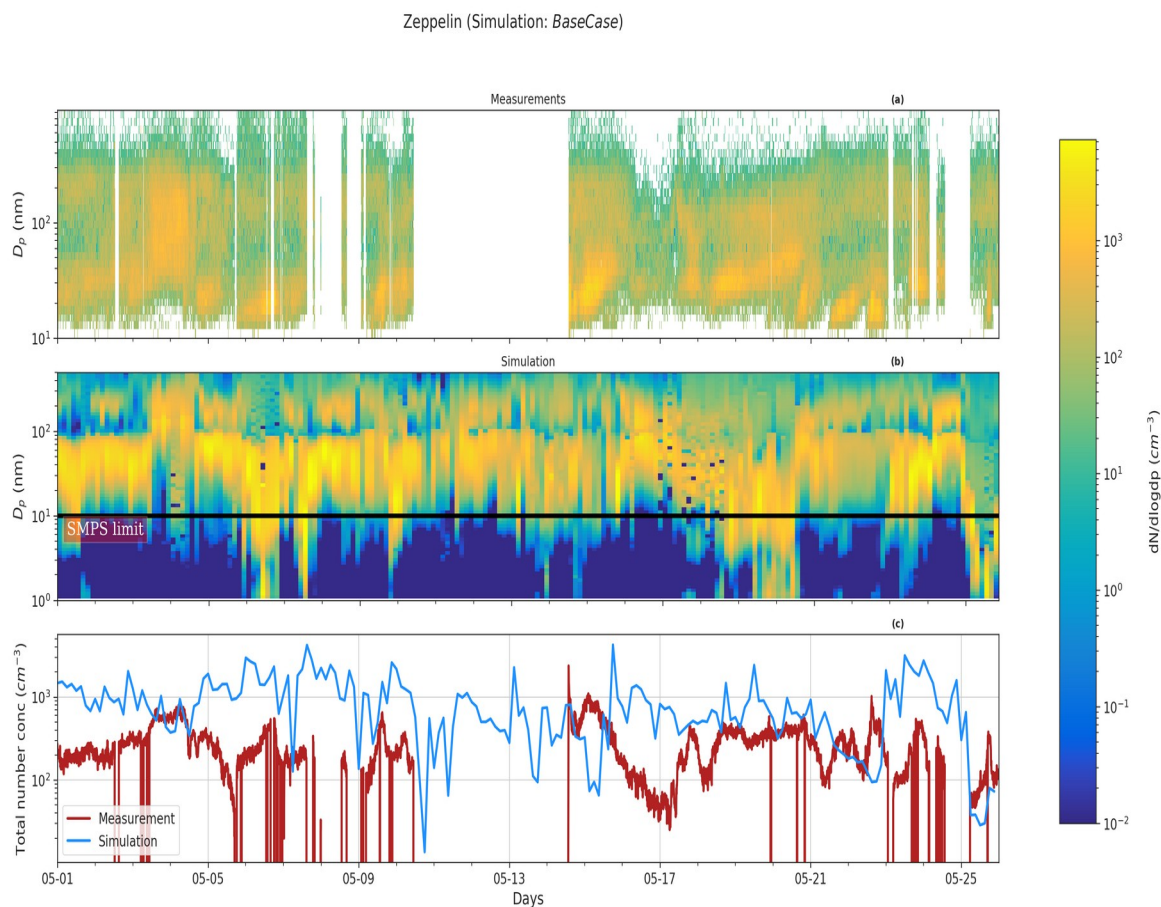 Zeppelin (Simulation: BaseCase)
Measurements
(a)
D_p (nm)
10^2
10^1
Simulation
(b)
D_p (nm)
10^2
10^1
10^0
SMPS limit
(c)
Total number conc (cm^{-3})
10^3
10^2
Measurement
Simulation
05-01
05-05
05-09
05-13
05-17
05-21
05-25
Days
10^3
10^2
10^1
10^0
10^{-1}
10^{-2}
dN/dlogdp (cm^{-3})